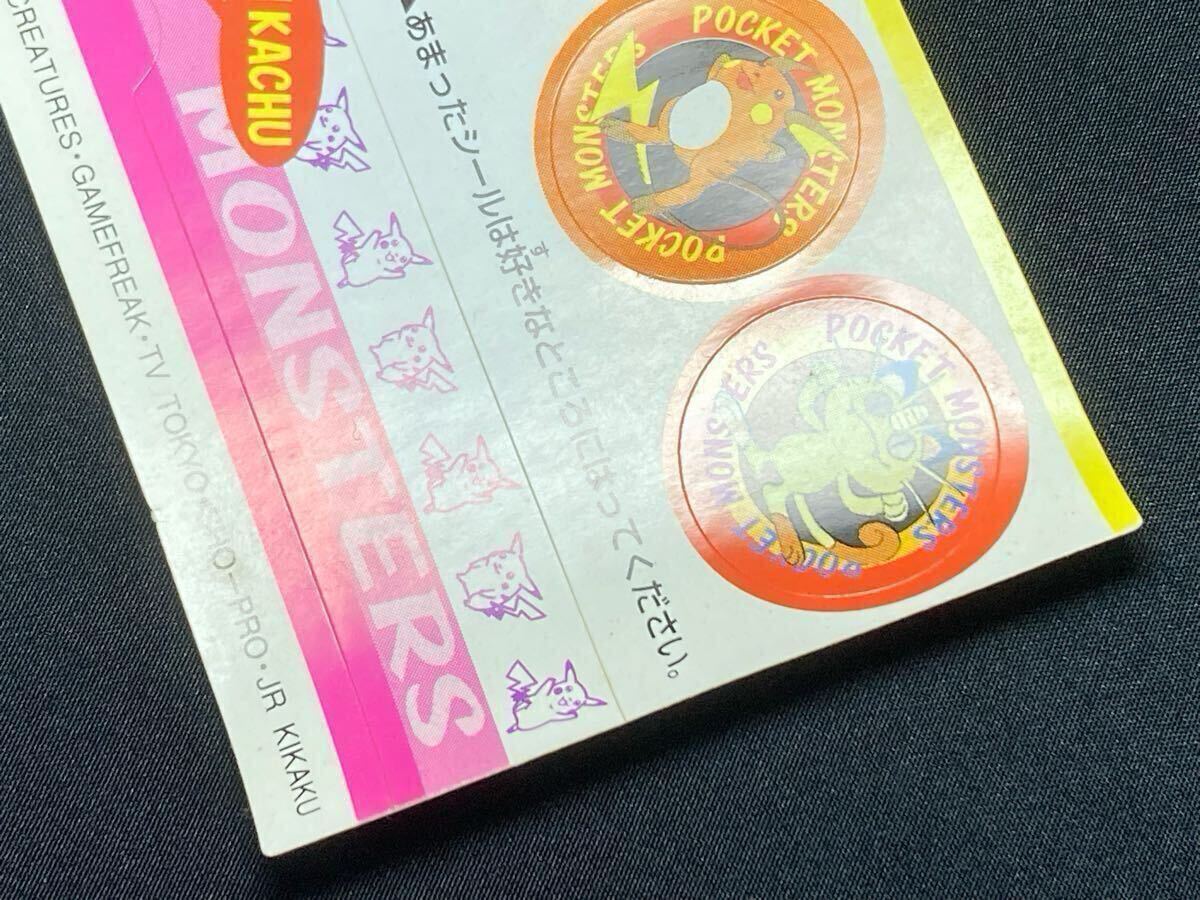 CREATURES・GAMEFREAK・TV TOKYO・SHO-PRO・JR KIKAKU
IKACHU
MONSTERS
▲あまったシールは好きなところにはってください。
す
POCKET MONSTERS POCKET MONSTERS
POCKET MONSTERS POCKET MONSTERS